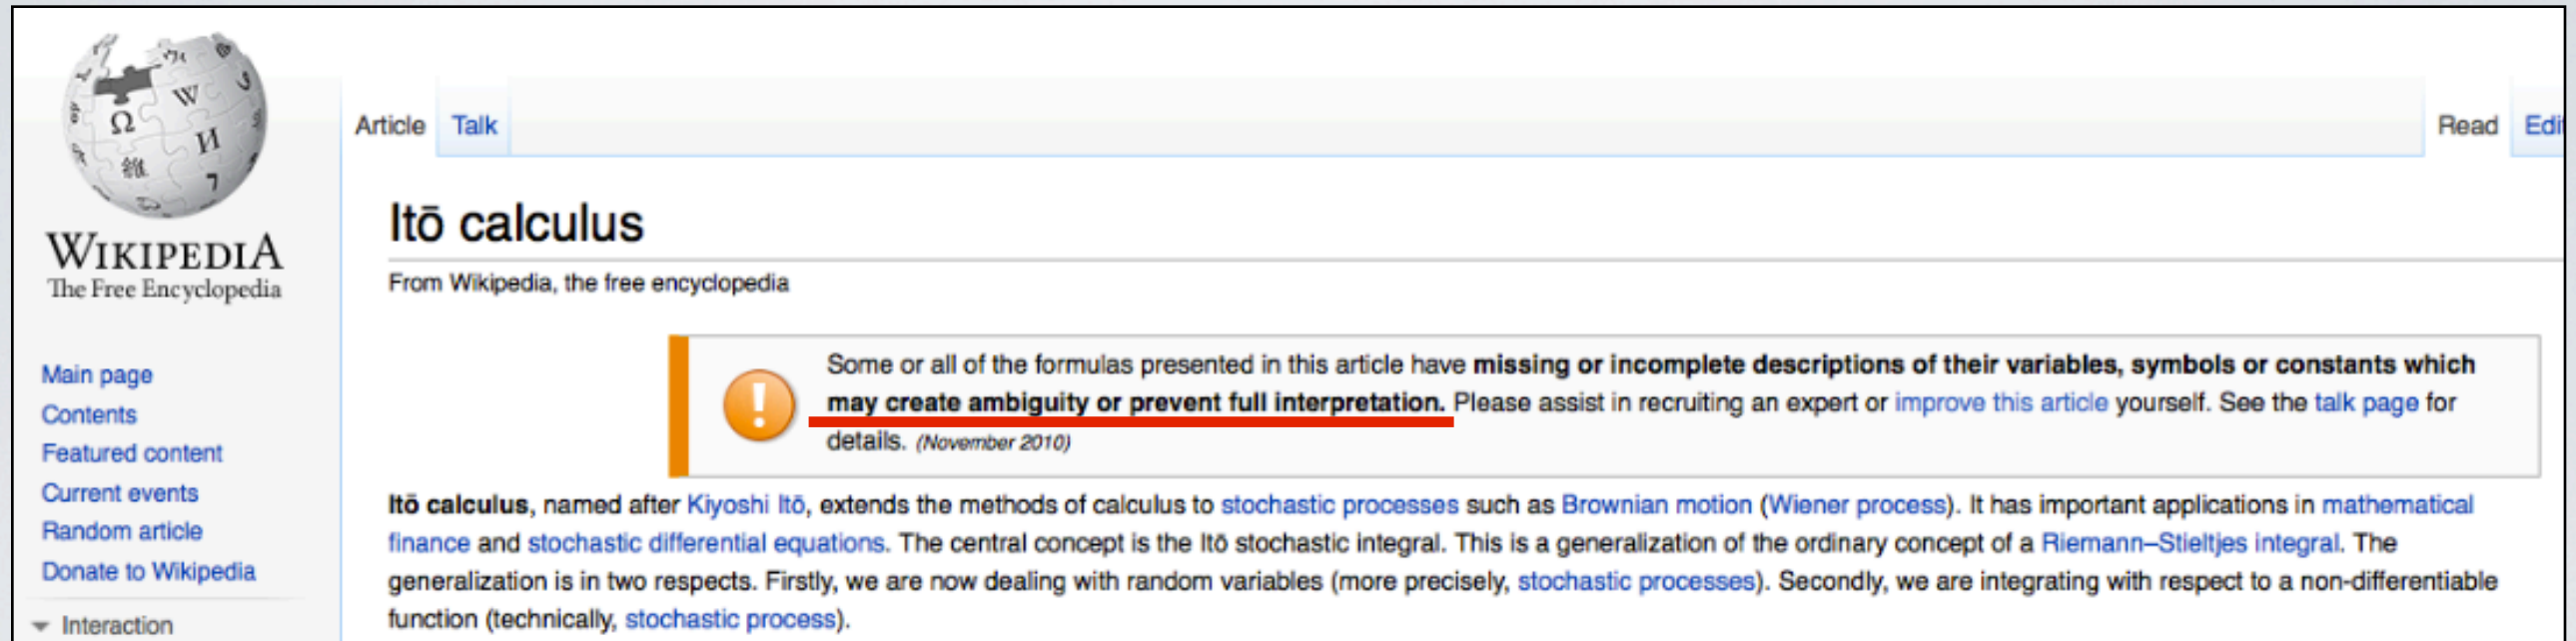 WIKIPEDIA
The Free Encyclopedia
Main page
Contents
Featured content
Current events
Random article
Donate to Wikipedia
Interaction
Article Talk
Read
Itō calculus
From Wikipedia, the free encyclopedia
Some or all of the formulas presented in this article have missing or incomplete descriptions of their variables, symbols or constants which
may create ambiguity or prevent full interpretation. Please assist in recruiting an expert or improve this article yourself. See the talk page for
details. (November 2010)
Itō calculus, named after Kiyoshi Itō, extends the methods of calculus to stochastic processes such as Brownian motion (Wiener process). It has important applications in mathematical
finance and stochastic differential equations. The central concept is the Itō stochastic integral. This is a generalization of the ordinary concept of a Riemann–Stieltjes integral. The
generalization is in two respects. Firstly, we are now dealing with random variables (more precisely, stochastic processes). Secondly, we are integrating with respect to a non-differentiable
function (technically, stochastic process).